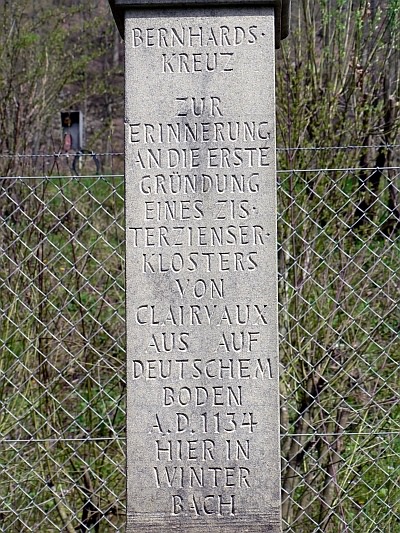 BERNHARDS·
KREUZ
ZUR
ERINNERUNG
AN DIE ERSTE
GRÜNDUNG
EINES ZIS·
TERZIENSER·
KLOSTERS
VON
CLAIRVAUX
AUS AUF
DEUTSCHEM
BODEN
A.D. 1134
HIER IN
WINTER
BACH